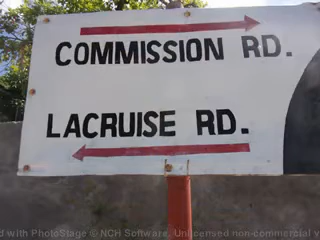 COMMISSION RD.
LACRUISE RD.
d with PhotoStage © NCH Software. Unlicensed non-commercial v